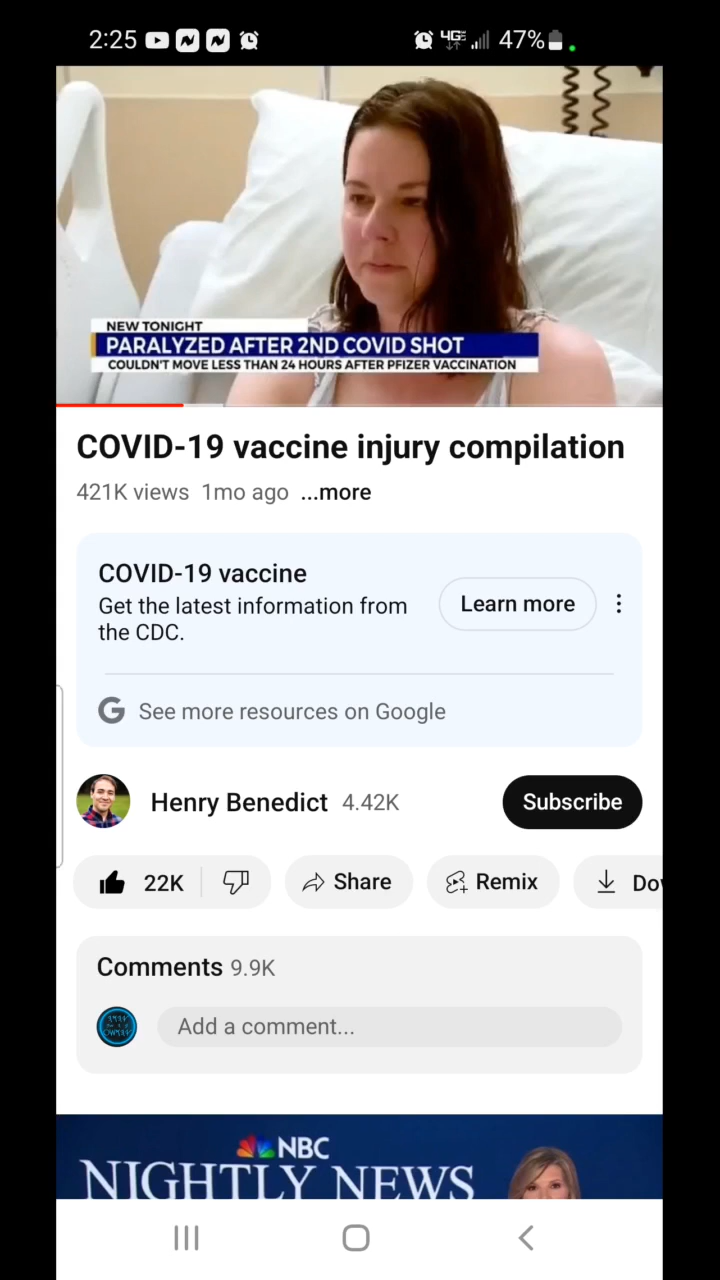 2:25
4G 47%
NEW TONIGHT
PARALYZED AFTER 2ND COVID SHOT
COULDN'T MOVE LESS THAN 24 HOURS AFTER PFIZER VACCINATION
COVID-19 vaccine injury compilation
421K views 1mo ago ...more
COVID-19 vaccine
Get the latest information from
the CDC.
Learn more
See more resources on Google
Henry Benedict 4.42K
Subscribe
22K
Share
Remix
Comments 9.9K
Add a comment...
NBC
NIGHTLY NEWS